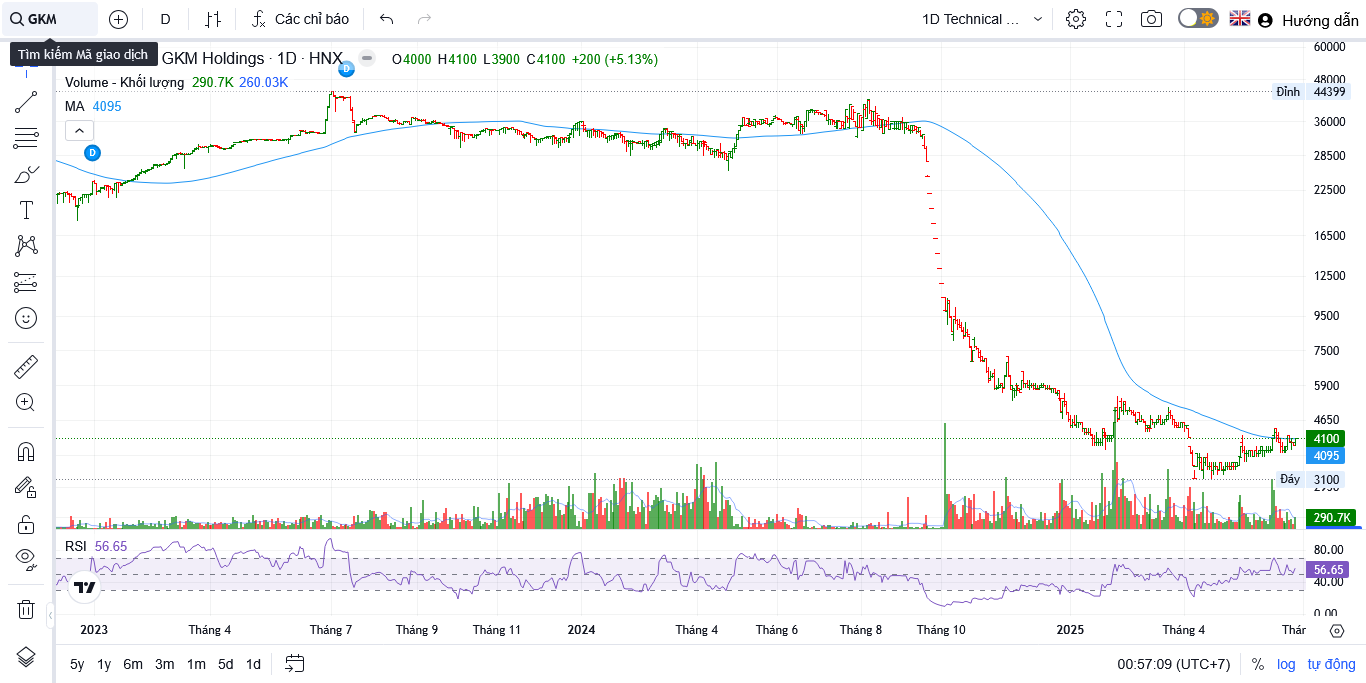 GKM
D
Các chỉ báo
1D Technical ...
Hướng dẫn
Tìm kiếm Mã giao dịch
GKM Holdings · 1D · HNX
O4000 H4100 L3900 C4100 +200 (+5.13%)
Volume - Khối lượng 290.7K 260.03K
MA 4095
D
D
60000
48000
Đỉnh 44399
36000
28500
22500
16500
12500
9500
7500
5900
4650
4100
4095
Đáy 3100
290.7K
RSI 56.65
80.00
56.65
40.00
0.00
2023 Tháng 4 Tháng 7 Tháng 9 Tháng 11 2024 Tháng 4 Tháng 6 Tháng 8 Tháng 10 2025 Tháng 4 Thár
5y 1y 6m 3m 1m 5d 1d
00:57:09 (UTC+7) % log tự động